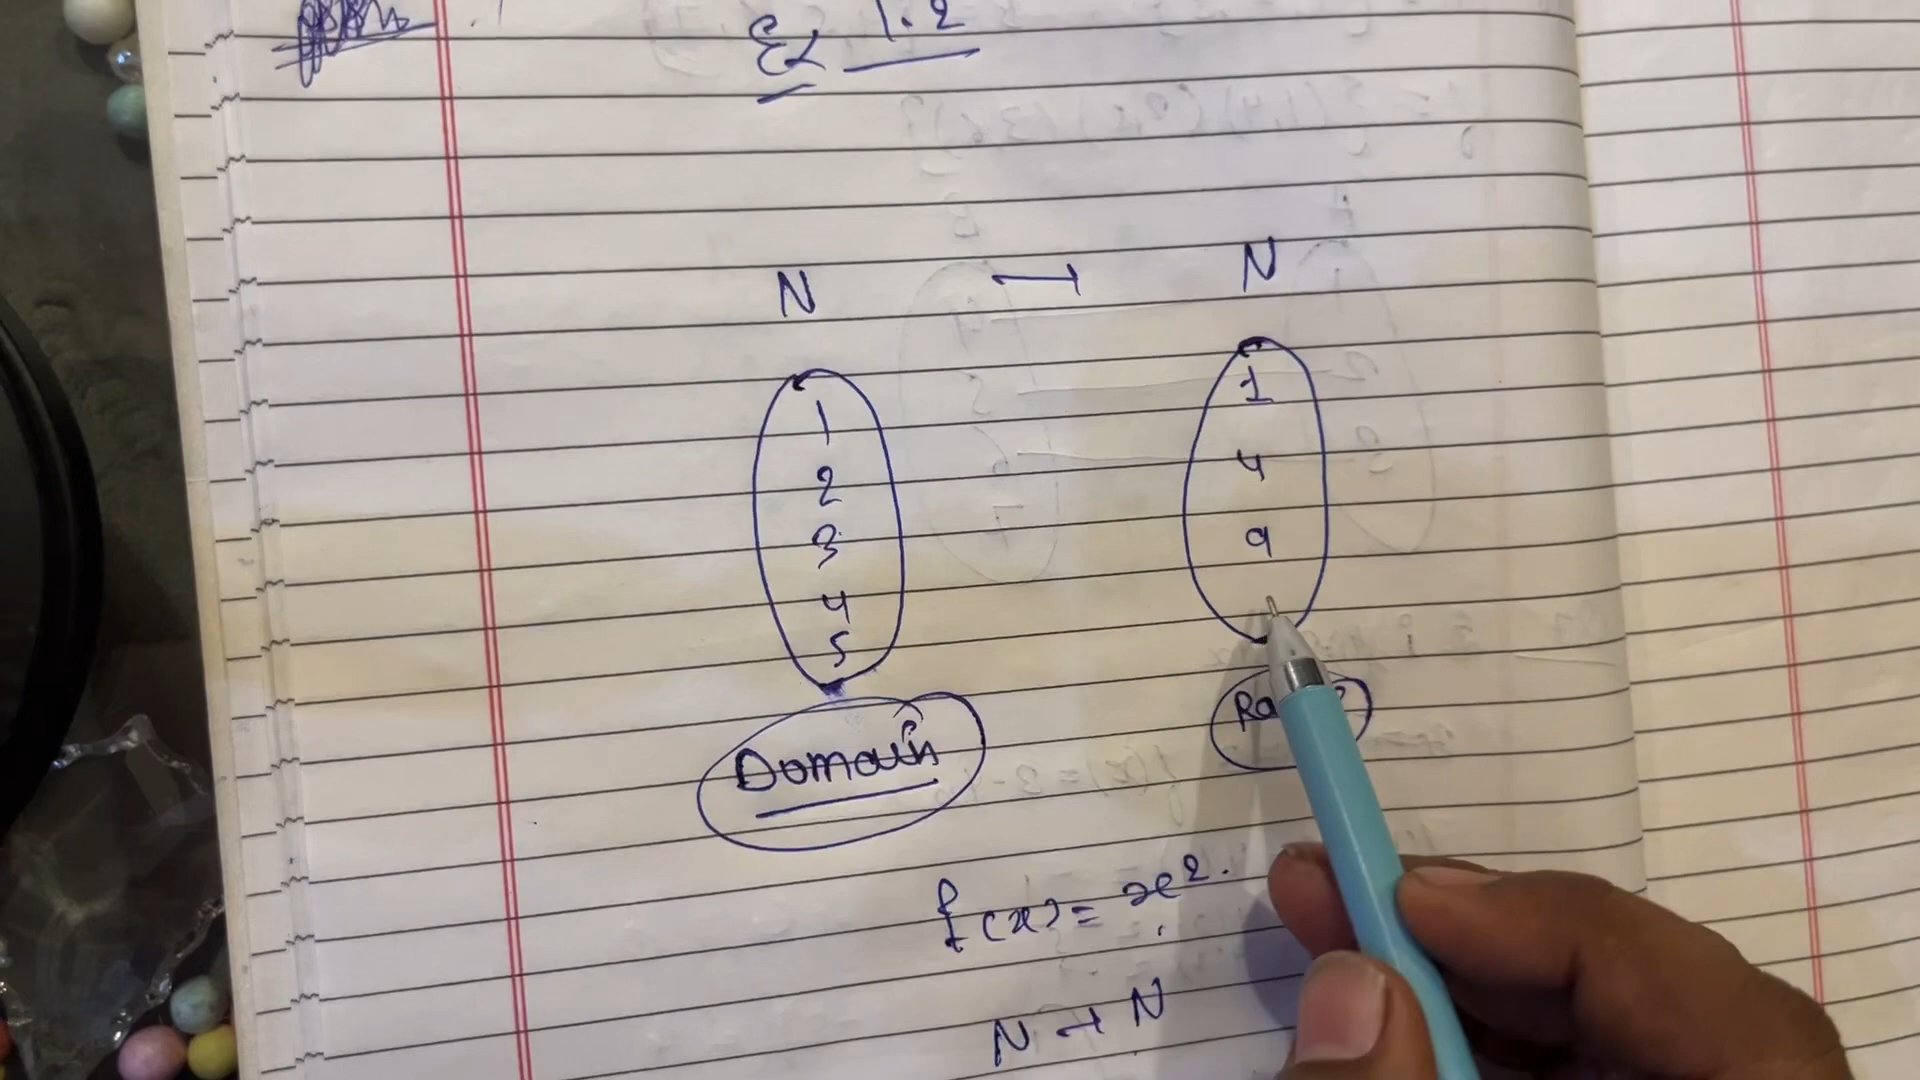 Ex 1.2
N → N
1 1
2 4
3 9
4
5
Domain
f(x) = x².
N → N